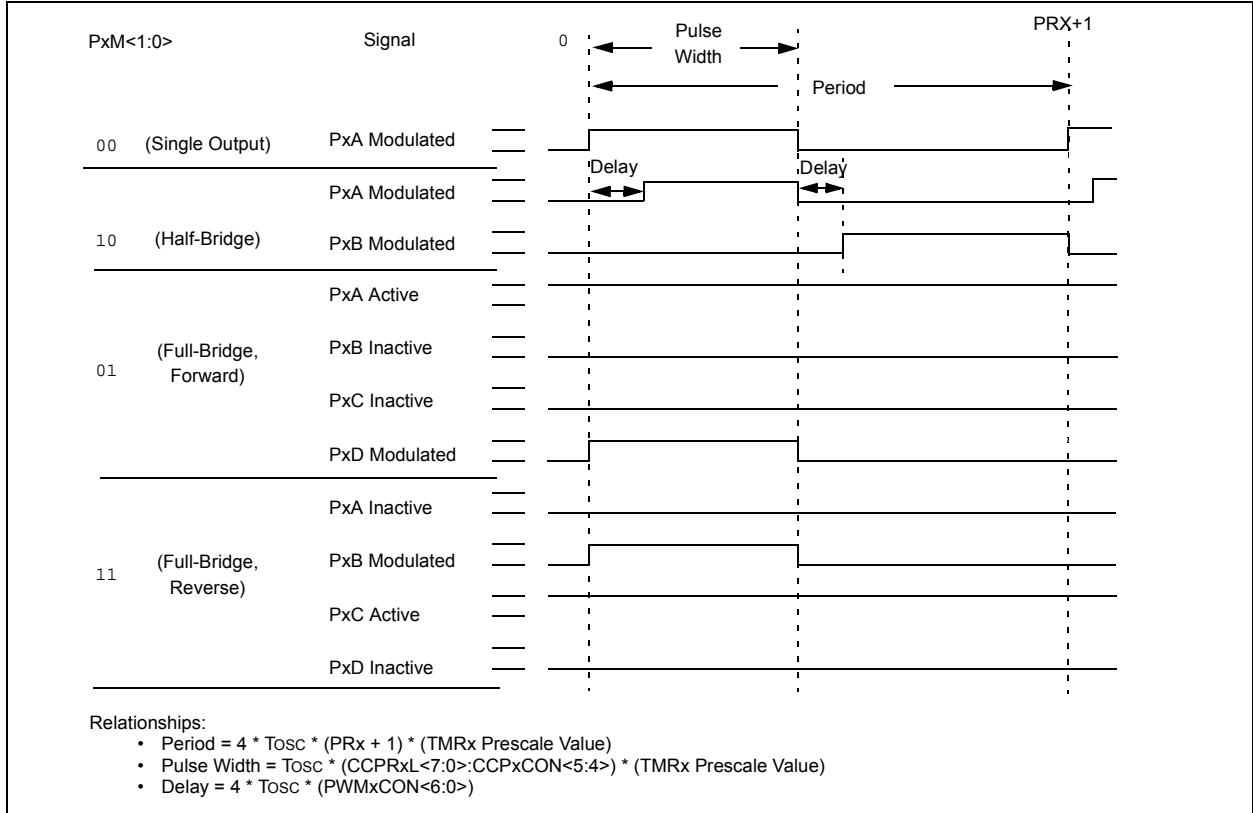 PxM<1:0> Signal 0 Pulse Width PRX+1
Period
00 (Single Output) PxA Modulated
Delay Delay
PxA Modulated
10 (Half-Bridge) PxB Modulated
PxA Active
01 (Full-Bridge, Forward) PxB Inactive
PxC Inactive
PxD Modulated
PxA Inactive
11 (Full-Bridge, Reverse) PxB Modulated
PxC Active
PxD Inactive
Relationships:
• Period = 4 * TOSC * (PRx + 1) * (TMRx Prescale Value)
• Pulse Width = TOSC * (CCPRxL<7:0>:CCPxCON<5:4>) * (TMRx Prescale Value)
• Delay = 4 * TOSC * (PWMxCON<6:0>)